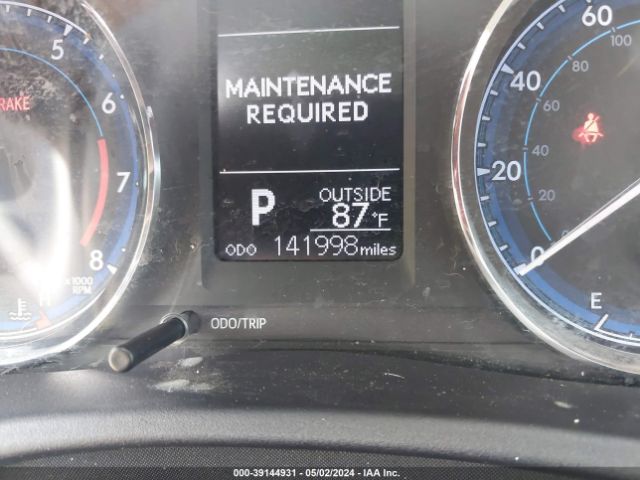 5
6
7
8
RAKE
x1000
RPM
H
MAINTENANCE
REQUIRED
P
OUTSIDE
87°F
ODO 141998 miles
ODO/TRIP
60
40
20
0
100
80
60
40
20
0
E
000-39144931 - 05/02/2024 - IAA Inc.